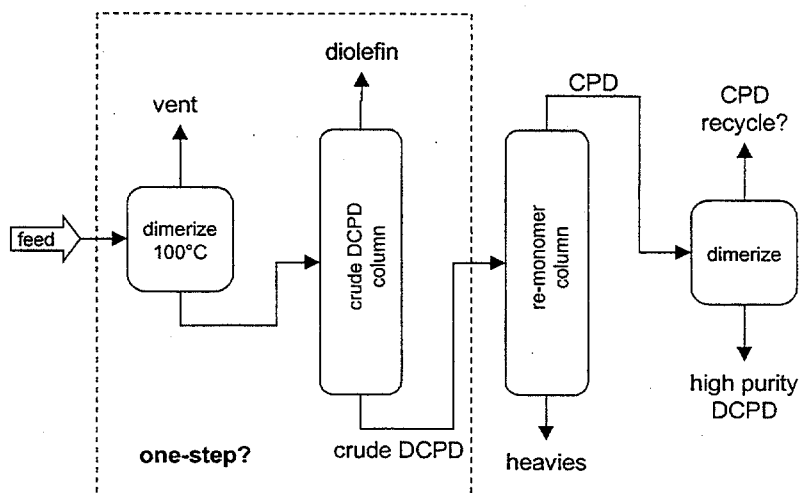 feed
dimerize
100°C
vent
crude DCPD
column
diolefin
crude DCPD
one-step?
re-monomer
column
CPD
heavies
dimerize
CPD
recycle?
high purity
DCPD